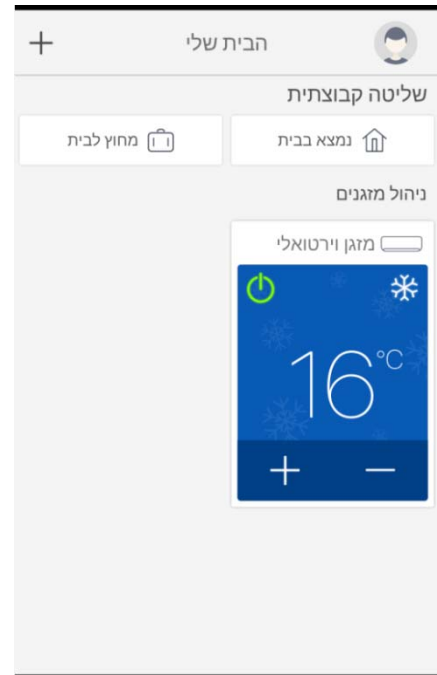 הבית שלי
+
שליטה קבוצתית
נמצא בבית
מחוץ לבית
ניהול מזגנים
מזגן וירטואלי
16°C
+ −